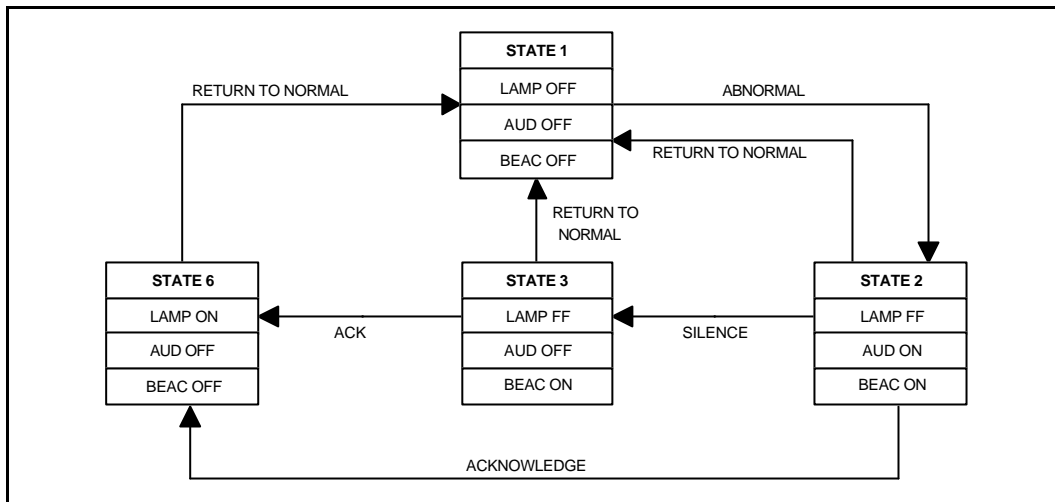 STATE 1
LAMP OFF
AUD OFF
BEAC OFF
RETURN TO NORMAL
ABNORMAL
RETURN TO NORMAL
RETURN TO
NORMAL
STATE 6
LAMP ON
AUD OFF
BEAC OFF
ACK
STATE 3
LAMP FF
AUD OFF
BEAC ON
SILENCE
STATE 2
LAMP FF
AUD ON
BEAC ON
ACKNOWLEDGE